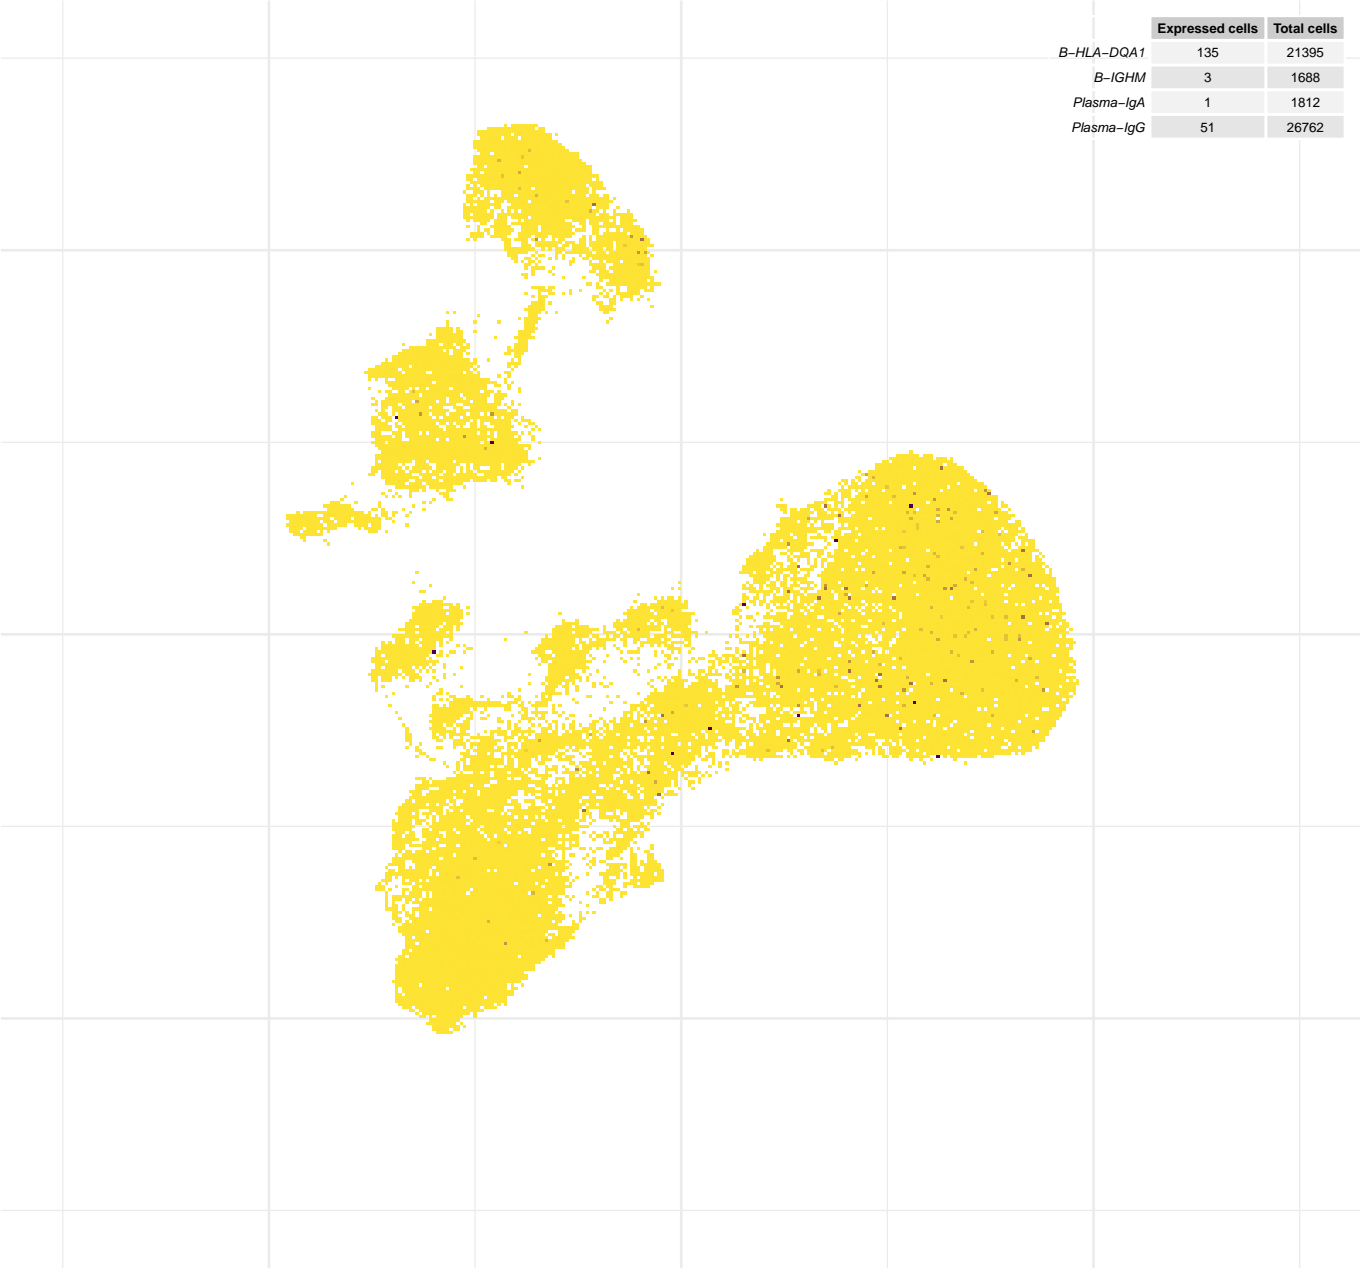 Expressed cells Total cells
B−HLA−DQA1 135 21395
B−IGHM 3 1688
Plasma−IgA 1 1812
Plasma−IgG 51 26762